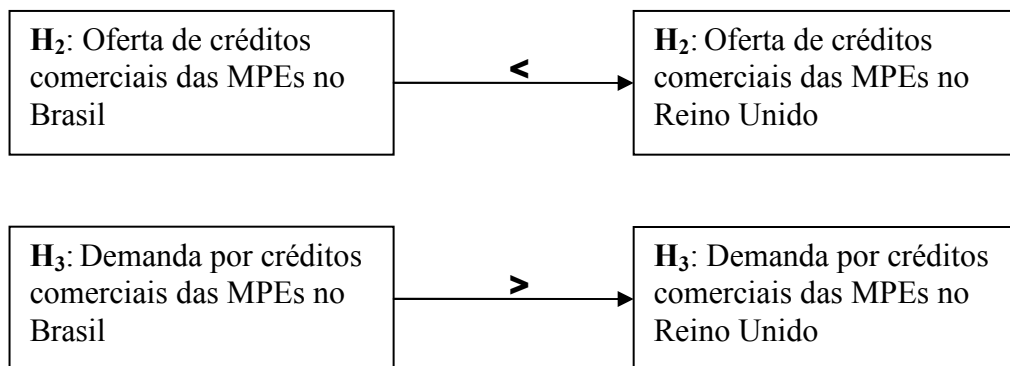 H₂: Oferta de créditos
comerciais das MPEs no
Brasil
<
H₂: Oferta de créditos
comerciais das MPEs no
Reino Unido
H₃: Demanda por créditos
comerciais das MPEs no
Brasil
>
H₃: Demanda por créditos
comerciais das MPEs no
Reino Unido